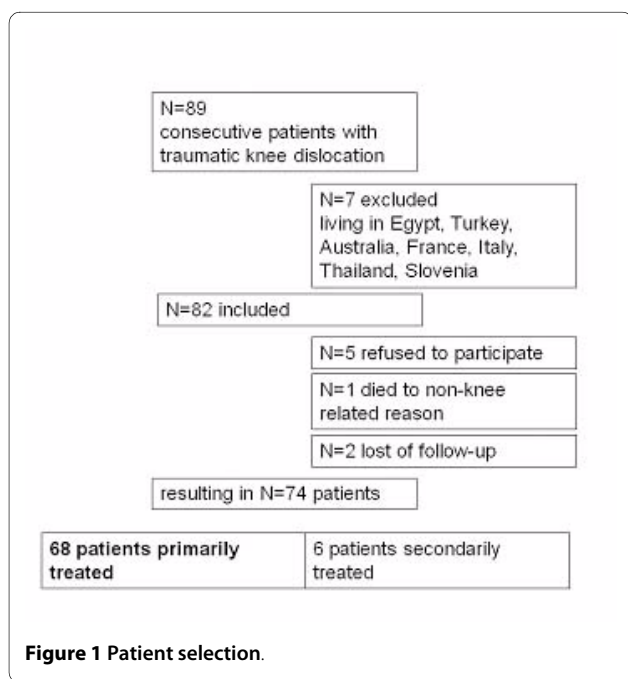 N=89
consecutive patients with
traumatic knee dislocation
N=7 excluded
living in Egypt, Turkey,
Australia, France, Italy,
Thailand, Slovenia
N=82 included
N=5 refused to participate
N=1 died to non-knee
related reason
N=2 lost of follow-up
resulting in N=74 patients
68 patients primarily
treated
6 patients secondarily
treated
Figure 1 Patient selection.